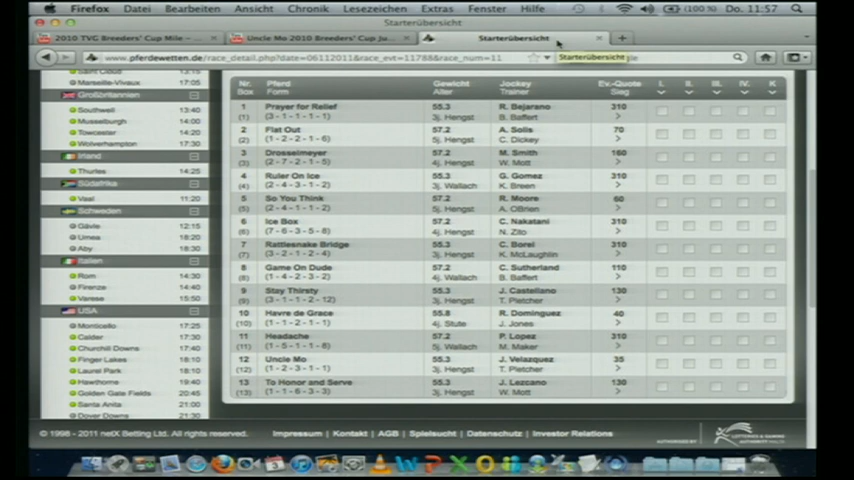 Firefox Datei Bearbeiten Ansicht Chronik Lesezeichen Extras Fenster Hilfe (100 Do. 11:57
Starterübersicht
2010 TVG Breeders' Cup Mile – ... Uncle Mo 2010 Breeders' Cup Ju... Starterübersicht
www.pferdewetten.de/race_detail.php?date=06112011&race_evt=11788&race_num=11
Starterübersicht
Saint Cloud
Marseille-Vivaux 17:05
Großbritannien
Southwell 13:40
Musselburgh 14:00
Towcester 14:20
Wolverhampton 17:30
Irland
Thurles 14:25
Südafrika
Vaal 11:20
Schweden
Gävle 12:15
Umea 18:20
Aby 18:30
Italien
Rom 14:30
Firenze 14:40
Varese 15:50
USA
Monticello 17:25
Calder 17:30
Churchill Downs 17:40
Finger Lakes 18:10
Laurel Park 18:10
Hawthorne 19:40
Golden Gate Fields 20:45
Santa Anita 21:00
Dover Downs 21:30
Nr. Pferd Gewicht Jockey Ev.-Quote I. II. III. IV. K
Box Form Alter Trainer Sieg
1 Prayer for Relief 55.3 R. Bejarano 310
(1) (3 - 1 - 1 - 1 - 1) 3j. Hengst B. Baffert >
2 Flat Out 57.2 A. Solis 70
(2) (1 - 2 - 2 - 1 - 6) 5j. Hengst C. Dickey >
3 Drosselmeyer 57.2 M. Smith 160
(3) (2 - 7 - 2 - 1 - 5) 4j. Hengst W. Mott >
4 Ruler On Ice 55.3 G. Gomez 310
(4) (2 - 4 - 3 - 1 - 2) 3j. Wallach K. Breen >
5 So You Think 57.2 R. Moore 60
(5) (2 - 4 - 1 - 1 - 2) 5j. Hengst A. OBrien >
6 Ice Box 57.2 C. Nakatani 310
(6) (7 - 6 - 3 - 5 - 8) 4j. Hengst N. Zito >
7 Rattlesnake Bridge 55.3 C. Borel 310
(7) (3 - 2 - 1 - 2 - 4) 3j. Hengst K. McLaughlin >
8 Game On Dude 57.2 C. Sutherland 110
(8) (1 - 4 - 2 - 3 - 2) 4j. Wallach B. Baffert >
9 Stay Thirsty 55.3 J. Castellano 130
(9) (3 - 1 - 1 - 2 - 12) 3j. Hengst T. Pletcher >
10 Havre de Grace 55.8 R. Dominguez 40
(10) (1 - 1 - 2 - 1 - 1) 4j. Stute J. Jones >
11 Headache 57.2 P. Lopez 310
(11) (1 - 5 - 1 - 1 - 8) 5j. Wallach M. Maker >
12 Uncle Mo 55.3 J. Velazquez 35
(12) (1 - 2 - 3 - 1 - 1) 3j. Hengst T. Pletcher >
13 To Honor and Serve 55.3 J. Lezcano 130
(13) (1 - 1 - 6 - 3 - 3) 3j. Hengst W. Mott >
© 1998 - 2011 netX Betting Ltd. All rights reserved. Impressum | Kontakt | AGB | Spielsucht | Datenschutz | Investor Relations
AUTHORISED BY LOTTERIES & GAMING AUTHORITY MALTA